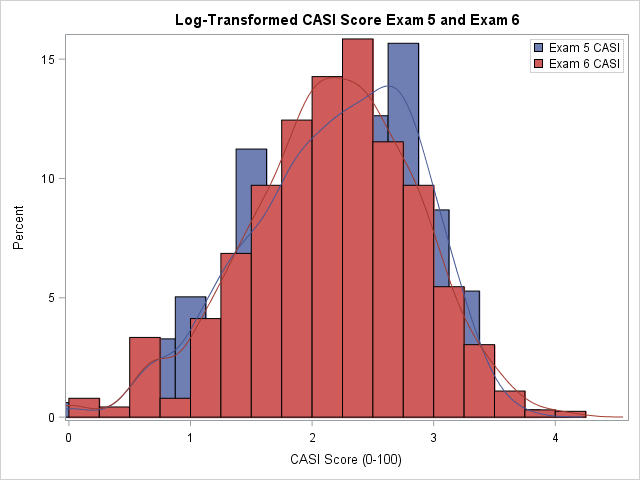 Log-Transformed CASI Score Exam 5 and Exam 6
Exam 5 CASI
Exam 6 CASI
15
10
5
0
Percent
0 1 2 3 4
CASI Score (0-100)